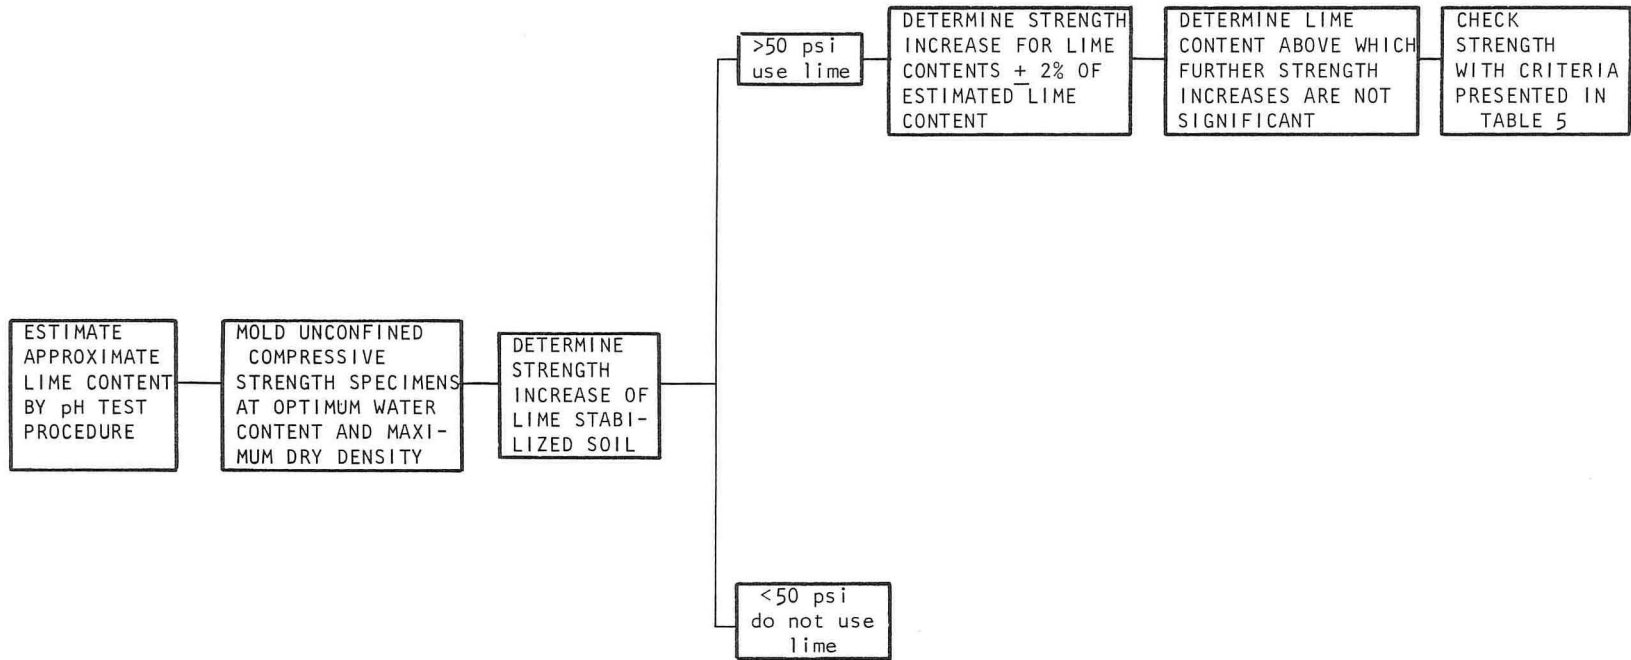 ESTIMATE
APPROXIMATE
LIME CONTENT
BY pH TEST
PROCEDURE
MOLD UNCONFINED
COMPRESSIVE
STRENGTH SPECIMENS
AT OPTIMUM WATER
CONTENT AND MAXI-
MUM DRY DENSITY
DETERMINE
STRENGTH
INCREASE OF
LIME STABI-
LIZED SOIL
>50 psi
use lime
DETERMINE STRENGTH
INCREASE FOR LIME
CONTENTS ± 2% OF
ESTIMATED LIME
CONTENT
DETERMINE LIME
CONTENT ABOVE WHICH
FURTHER STRENGTH
INCREASES ARE NOT
SIGNIFICANT
CHECK
STRENGTH
WITH CRITERIA
PRESENTED IN
TABLE 5
<50 psi
do not use
lime